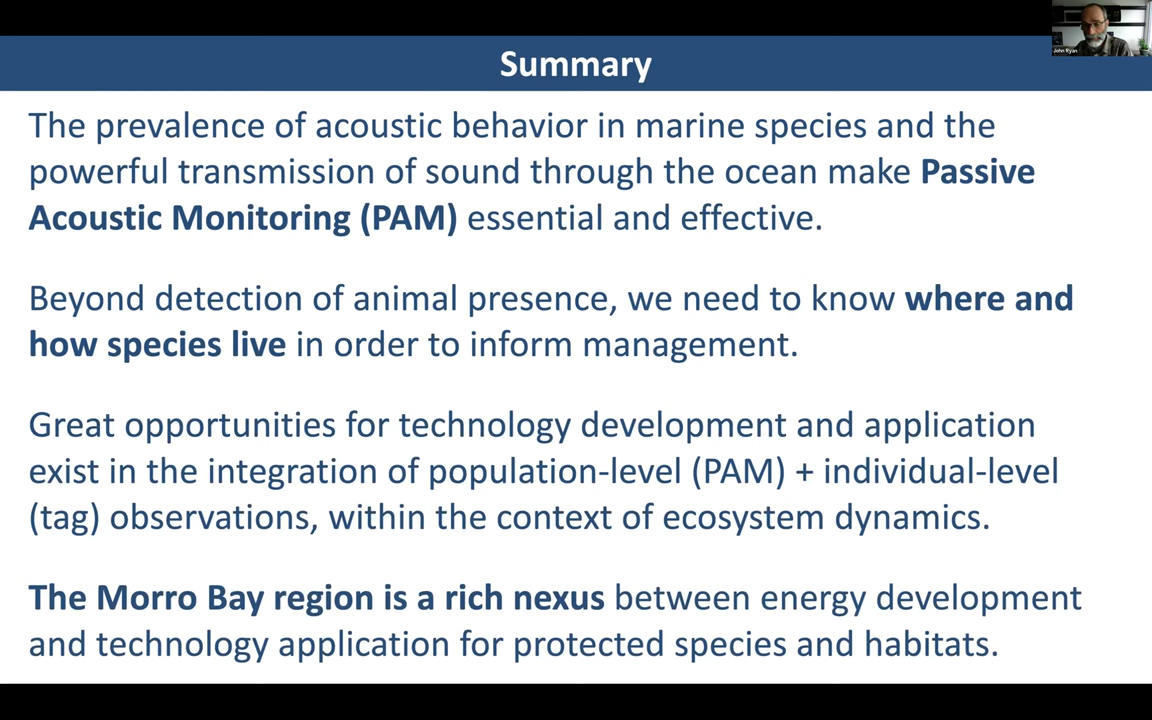 John Ryan
Summary
The prevalence of acoustic behavior in marine species and the
powerful transmission of sound through the ocean make Passive
Acoustic Monitoring (PAM) essential and effective.
Beyond detection of animal presence, we need to know where and
how species live in order to inform management.
Great opportunities for technology development and application
exist in the integration of population-level (PAM) + individual-level
(tag) observations, within the context of ecosystem dynamics.
The Morro Bay region is a rich nexus between energy development
and technology application for protected species and habitats.